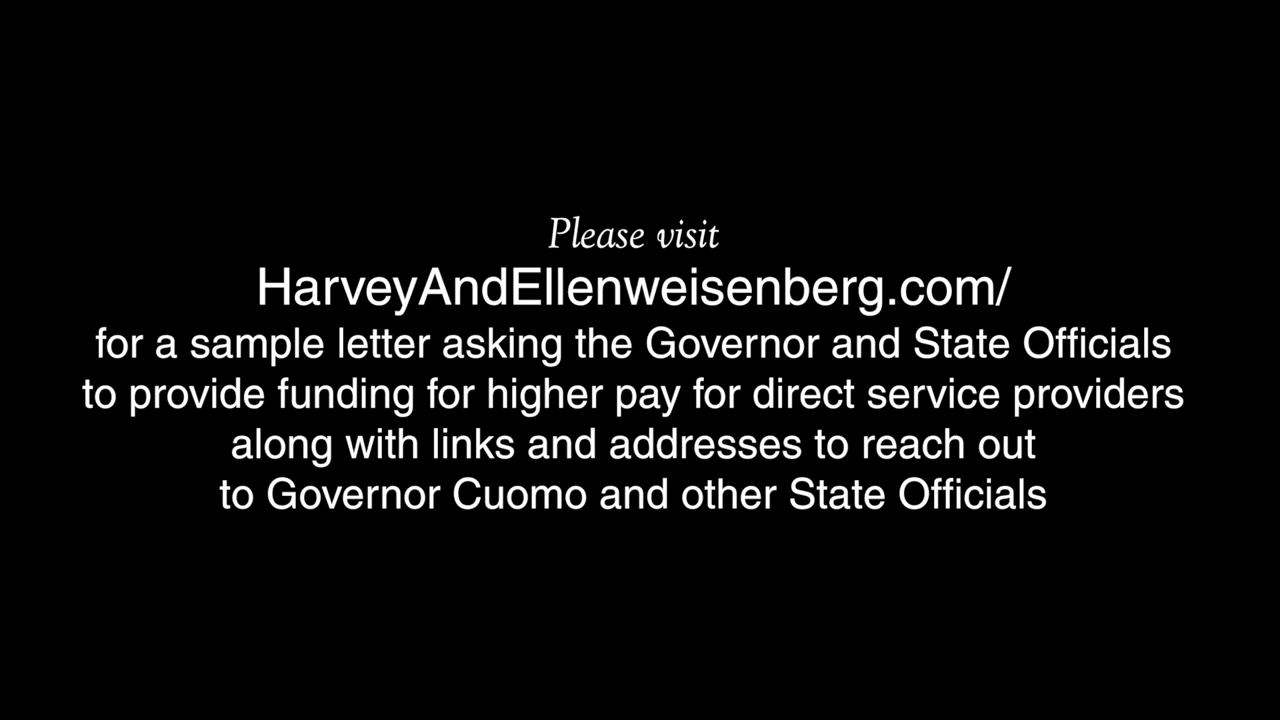 Please visit
HarveyAndEllenweisenberg.com/
for a sample letter asking the Governor and State Officials
to provide funding for higher pay for direct service providers
along with links and addresses to reach out
to Governor Cuomo and other State Officials